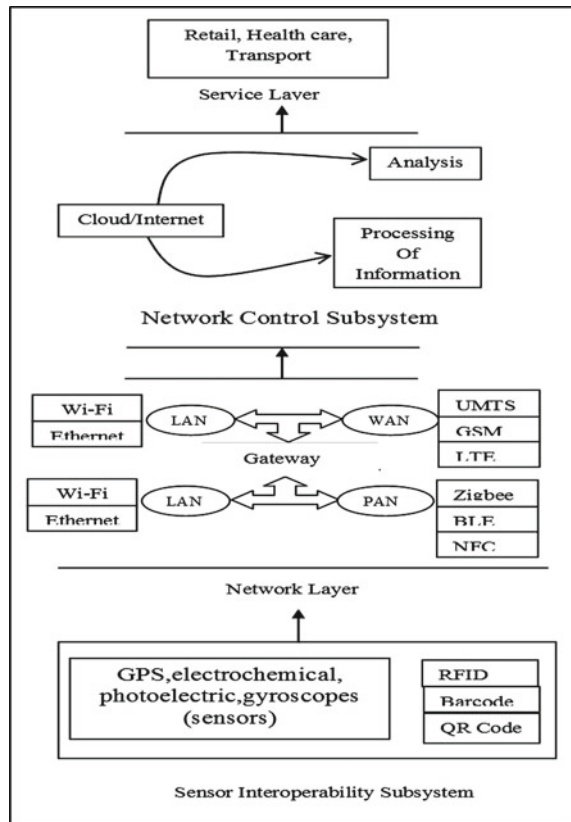 Retail, Health care,
Transport
Service Layer
Analysis
Cloud/Internet
Processing
Of
Information
Network Control Subsystem
Wi-Fi
Ethernet
LAN
WAN
UMTS
GSM
LTE
Gateway
Wi-Fi
Ethernet
LAN
PAN
Zigbee
BLE
NFC
Network Layer
GPS,electrochemical,
photoelectric,gyroscopes
(sensors)
RFID
Barcode
QR Code
Sensor Interoperability Subsystem